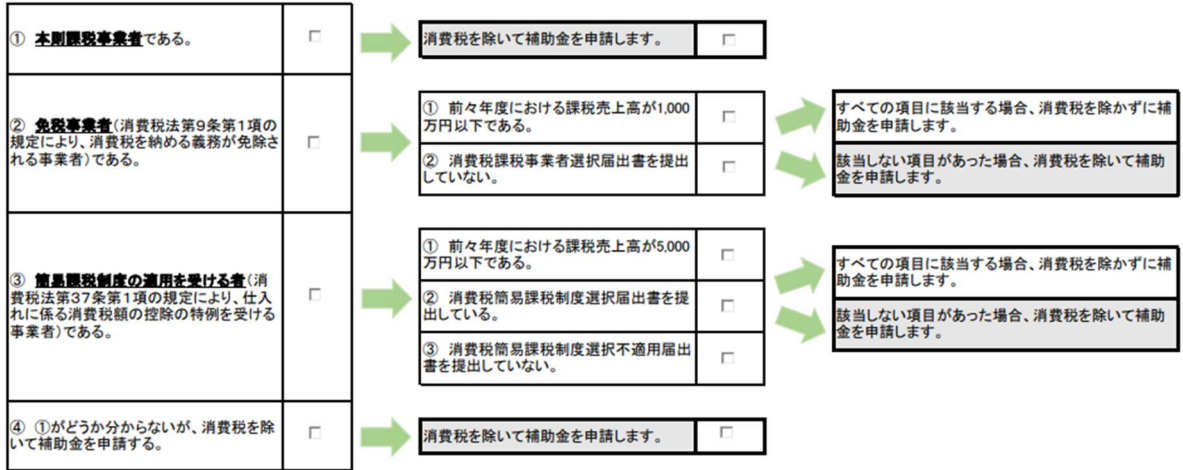 ① 本則課税事業者である。
消費税を除いて補助金を申請します。
② 免税事業者(消費税法第9条第1項の
規定により、消費税を納める義務が免除さ
れる事業者)である。
① 前々年度における課税売上高が1,000
万円以下である。
② 消費税課税事業者選択届出書を提出
していない。
すべての項目に該当する場合、消費税を除かずに補
助金を申請します。
該当しない項目があった場合、消費税を除いて補助
金を申請します。
③ 簡易課税制度の適用を受ける者(消
費税法第37条第1項の規定により、仕入
れに係る消費税額の控除の特例を受ける
事業者)である。
① 前々年度における課税売上高が5,000
万円以下である。
② 消費税簡易課税制度選択届出書を提
出している。
③ 消費税簡易課税制度選択不適用届出
書を提出していない。
すべての項目に該当する場合、消費税を除かずに補
助金を申請します。
該当しない項目があった場合、消費税を除いて補助
金を申請します。
④ ①がどうか分からないが、消費税を除
いて補助金を申請する。
消費税を除いて補助金を申請します。